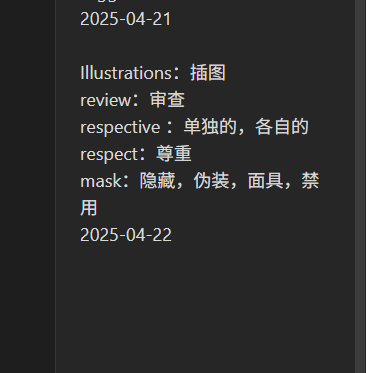 2025-04-21
Illustrations：插图
review：审查
respective ：单独的，各自的
respect：尊重
mask：隐藏，伪装，面具，禁
用
2025-04-22